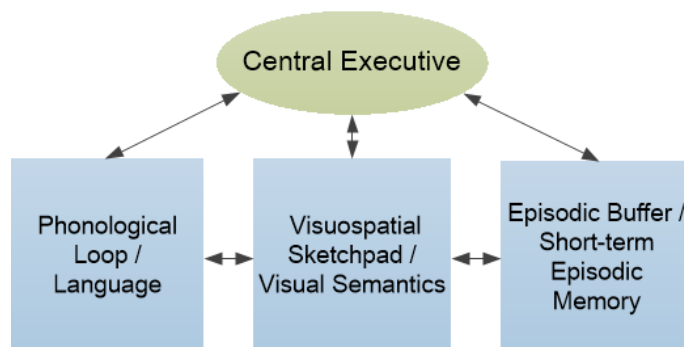 Central Executive
Phonological
Loop /
Language
Visuospatial
Sketchpad /
Visual Semantics
Episodic Buffer /
Short-term
Episodic
Memory